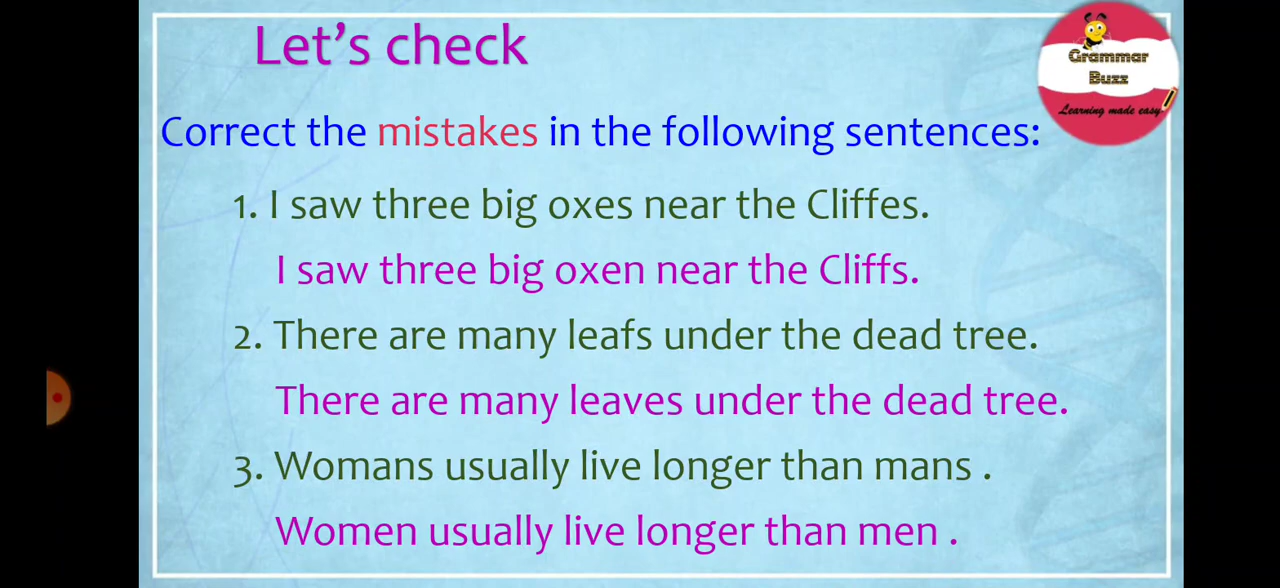 Let's check
Grammar
Buzz
Learning made easy
Correct the mistakes in the following sentences:
1. I saw three big oxes near the Cliffes.
I saw three big oxen near the Cliffs.
2. There are many leafs under the dead tree.
There are many leaves under the dead tree.
3. Womans usually live longer than mans .
Women usually live longer than men .